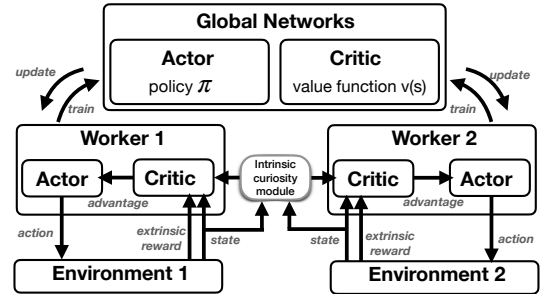 Global Networks
Actor
policy π
Critic
value function v(s)
update
train
train
update
Worker 1
Actor
Critic
advantage
Intrinsic
curiosity
module
Worker 2
Critic
Actor
advantage
action
extrinsic
reward
state
state
extrinsic
reward
action
Environment 1
Environment 2